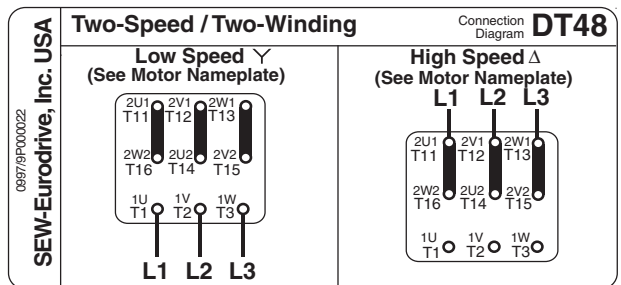 0997/9P000022
SEW-Eurodrive, Inc. USA
Two-Speed / Two-Winding
Connection
Diagram
DT48
Low Speed Y
(See Motor Nameplate)
2U1 2V1 2W1
T11 T12 T13
2W2 2U2 2V2
T16 T14 T15
1U 1V 1W
T1 T2 T3
L1 L2 L3
High Speed Δ
(See Motor Nameplate)
L1 L2 L3
2U1 2V1 2W1
T11 T12 T13
2W2 2U2 2V2
T16 T14 T15
1U 1V 1W
T1 T2 T3